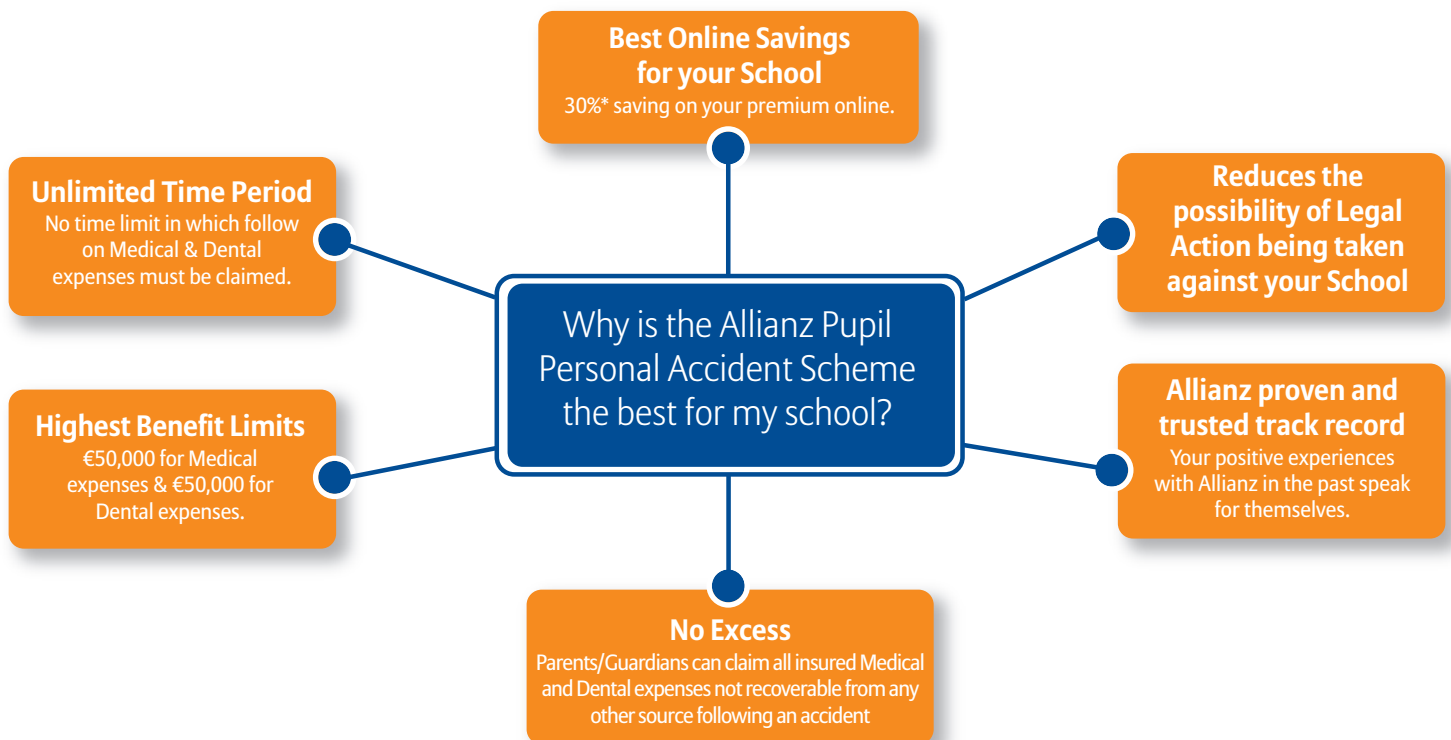 Best Online Savings
for your School
30%* saving on your premium online.
Unlimited Time Period
No time limit in which follow
on Medical & Dental
expenses must be claimed.
Reduces the
possibility of Legal
Action being taken
against your School
Why is the Allianz Pupil
Personal Accident Scheme
the best for my school?
Highest Benefit Limits
€50,000 for Medical
expenses & €50,000 for
Dental expenses.
Allianz proven and
trusted track record
Your positive experiences
with Allianz in the past speak
for themselves.
No Excess
Parents/Guardians can claim all insured Medical
and Dental expenses not recoverable from any
other source following an accident